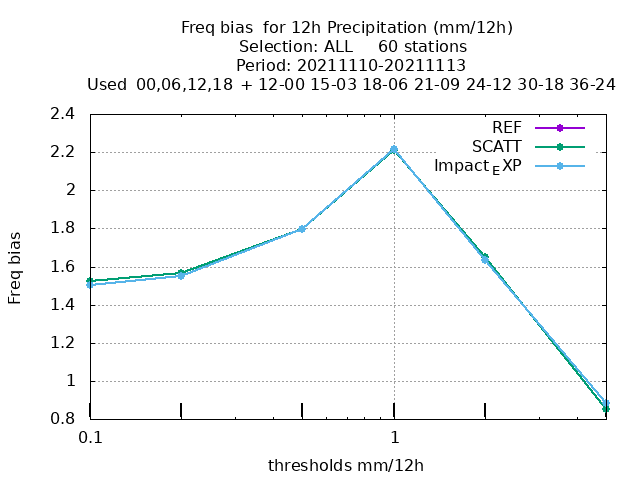 Freq bias  for 12h Precipitation (mm/12h)
Selection: ALL     60 stations
Period: 20211110-20211113
Used  00,06,12,18  + 12-00 15-03 18-06 21-09 24-12 30-18 36-24
2.4
2.2
2
1.8
1.6
1.4
1.2
1
0.8
Freq bias
REF
SCATT
Impact_EXP
0.1
1
thresholds mm/12h